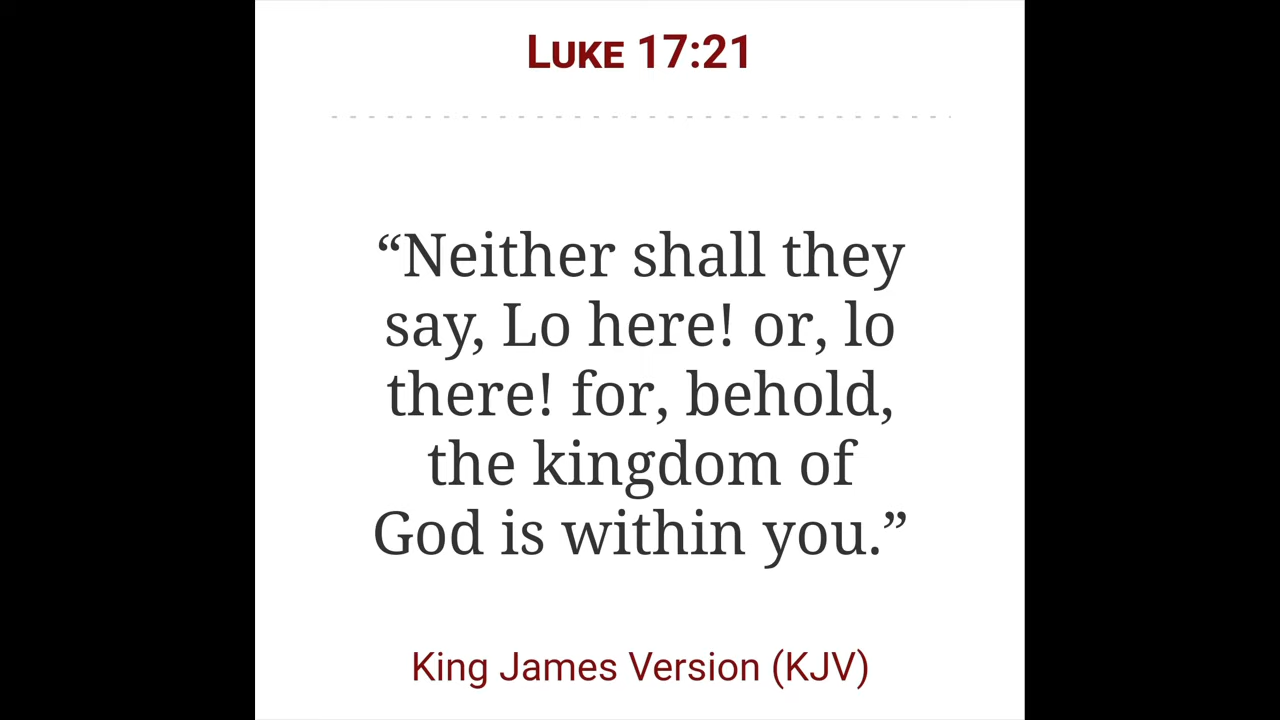 Luke 17:21
“Neither shall they
say, Lo here! or, lo
there! for, behold,
the kingdom of
God is within you.”
King James Version (KJV)